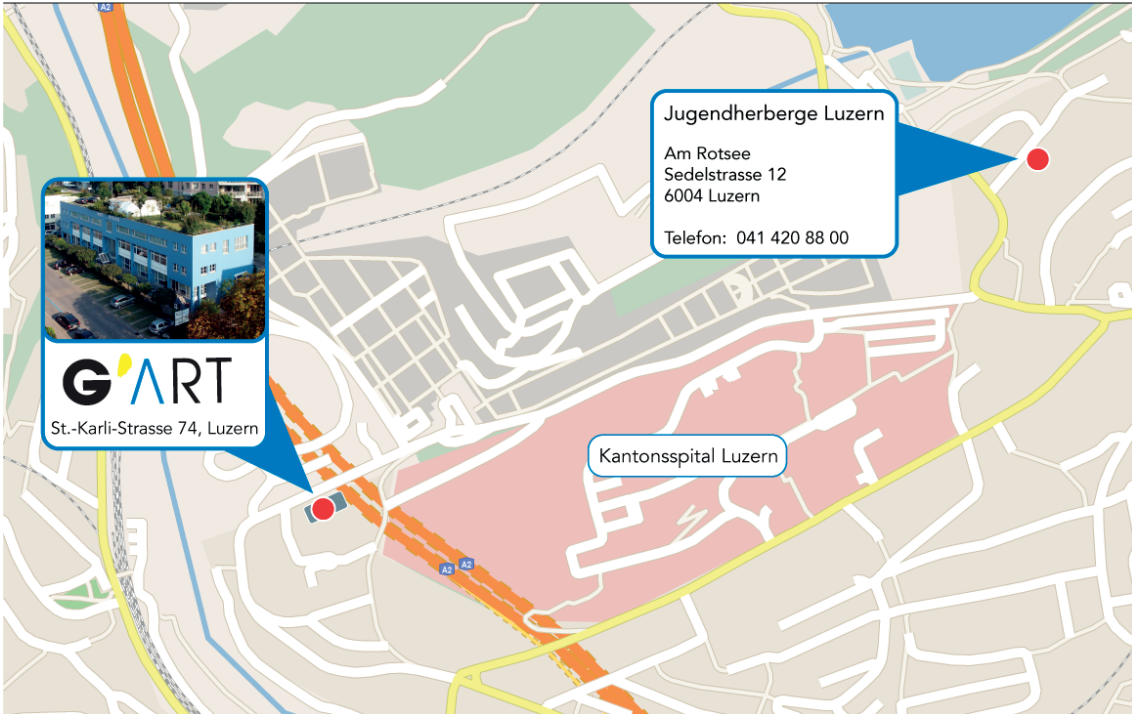 A2
Jugendherberge Luzern
Am Rotsee
Sedelstrasse 12
6004 Luzern
Telefon: 041 420 88 00
G'ART
St.-Karli-Strasse 74, Luzern
Kantonsspital Luzern
A2
A2